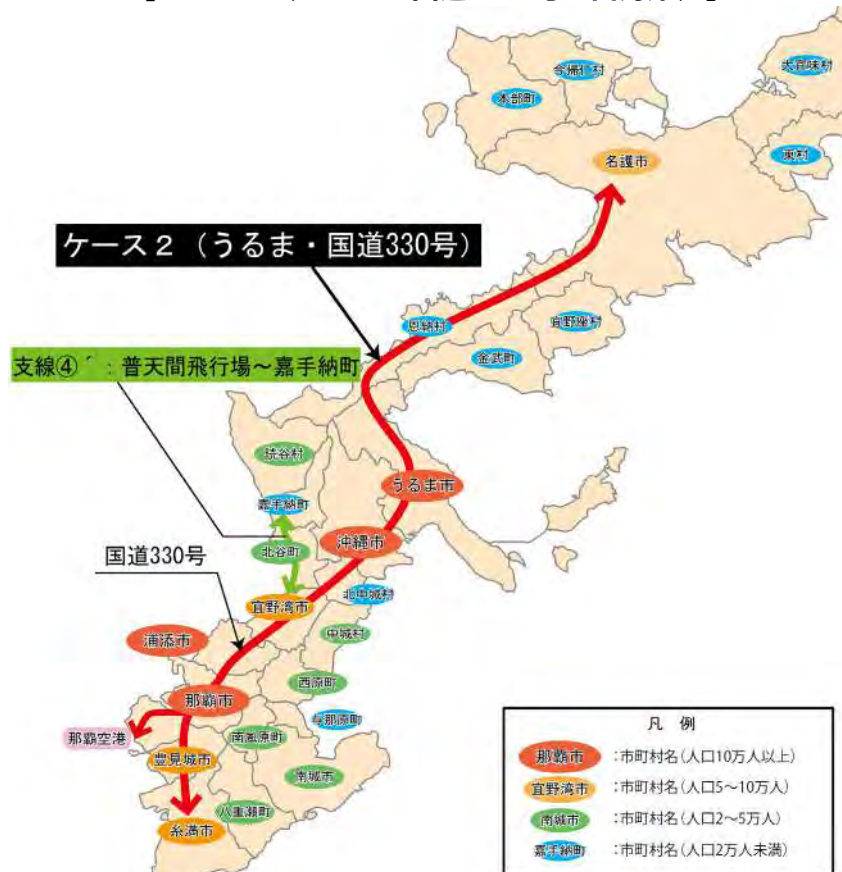 今帰仁村
大宜味村
本部町
東村
名護市
ケース2（うるま・国道330号）
恩納村
宜野座村
金武町
支線④´：普天間飛行場～嘉手納町
読谷村
うるま市
嘉手納町
沖縄市
北谷町
国道330号
北中城村
宜野湾市
中城村
浦添市
西原町
那覇市
与那原町
那覇空港
南風原町
豊見城市
南城市
八重瀬町
糸満市
凡 例
那覇市 ：市町村名（人口10万人以上）
宜野湾市 ：市町村名（人口5～10万人）
南城市 ：市町村名（人口2～5万人）
嘉手納町 ：市町村名（人口2万人未満）